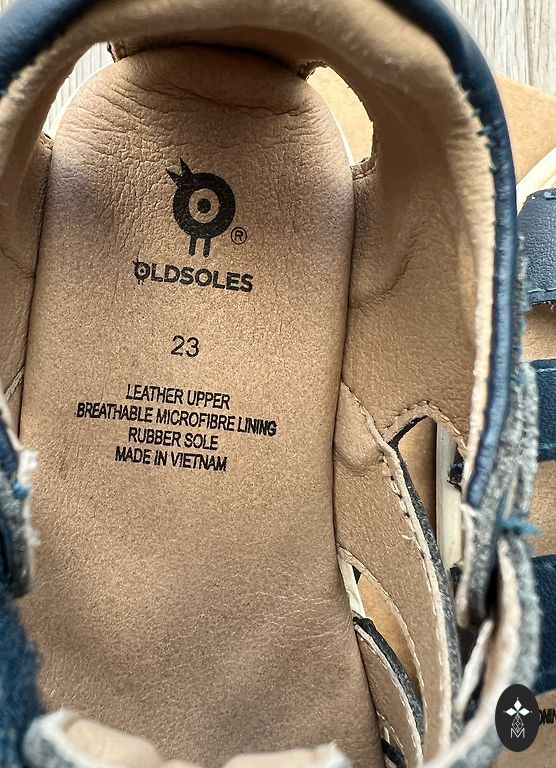 ®
OLDSOLES
23
LEATHER UPPER
BREATHABLE MICROFIBRE LINING
RUBBER SOLE
MADE IN VIETNAM